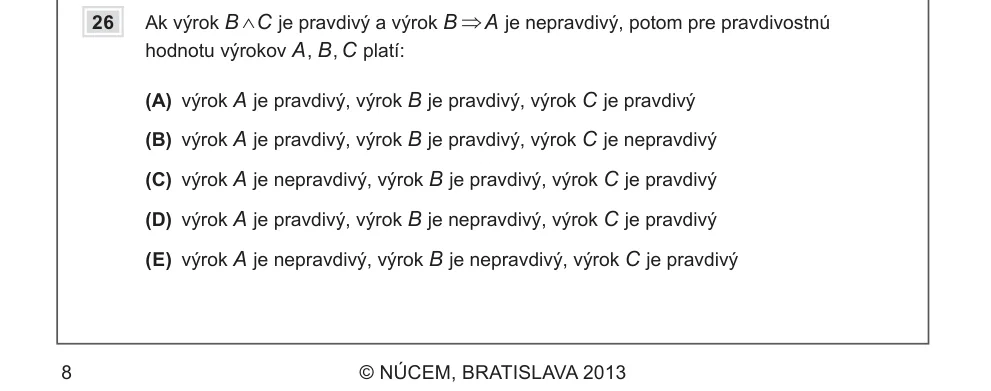 26 Ak výrok B ∧ C je pravdivý a výrok B ⇒ A je nepravdivý, potom pre pravdivostnú
hodnotu výrokov A, B, C platí:
(A) výrok A je pravdivý, výrok B je pravdivý, výrok C je pravdivý
(B) výrok A je pravdivý, výrok B je pravdivý, výrok C je nepravdivý
(C) výrok A je nepravdivý, výrok B je pravdivý, výrok C je pravdivý
(D) výrok A je pravdivý, výrok B je nepravdivý, výrok C je pravdivý
(E) výrok A je nepravdivý, výrok B je nepravdivý, výrok C je pravdivý
8 © NÚCEM, BRATISLAVA 2013